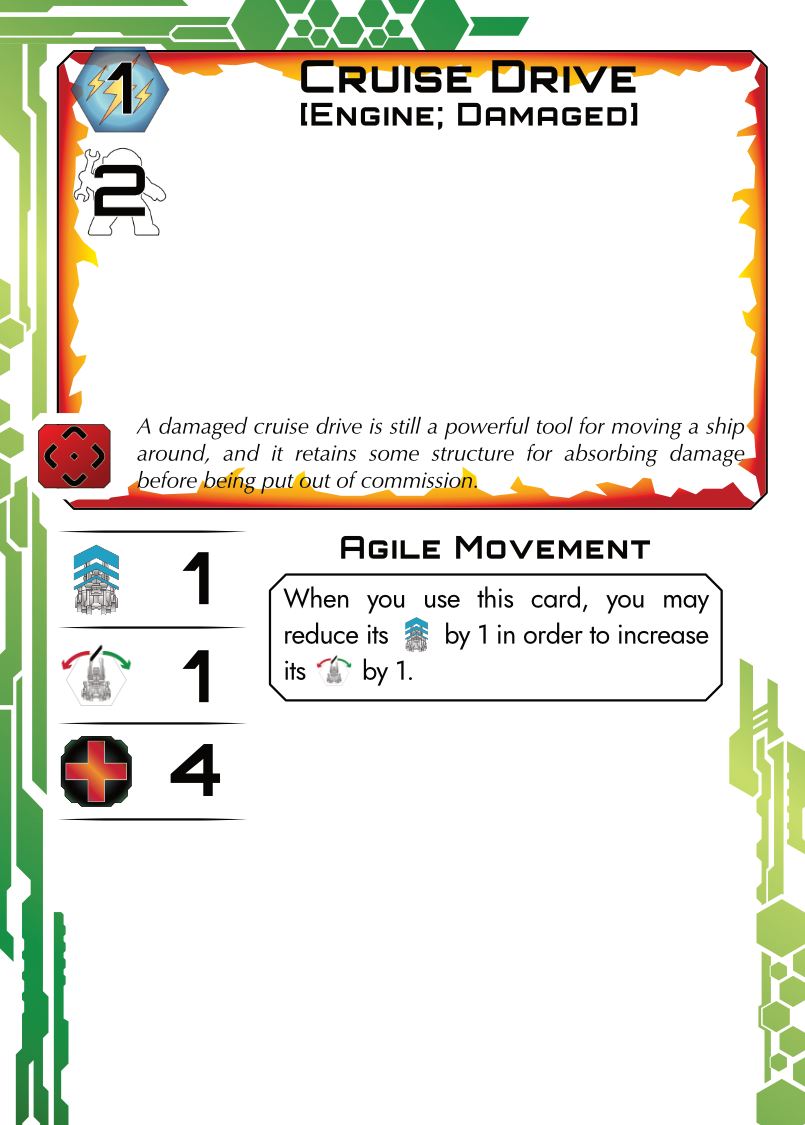 1
Cruise Drive
[Engine; Damaged]
2
A damaged cruise drive is still a powerful tool for moving a ship
around, and it retains some structure for absorbing damage
before being put out of commission.
1
1
4
Agile Movement
When you use this card, you may
reduce its by 1 in order to increase
its by 1.